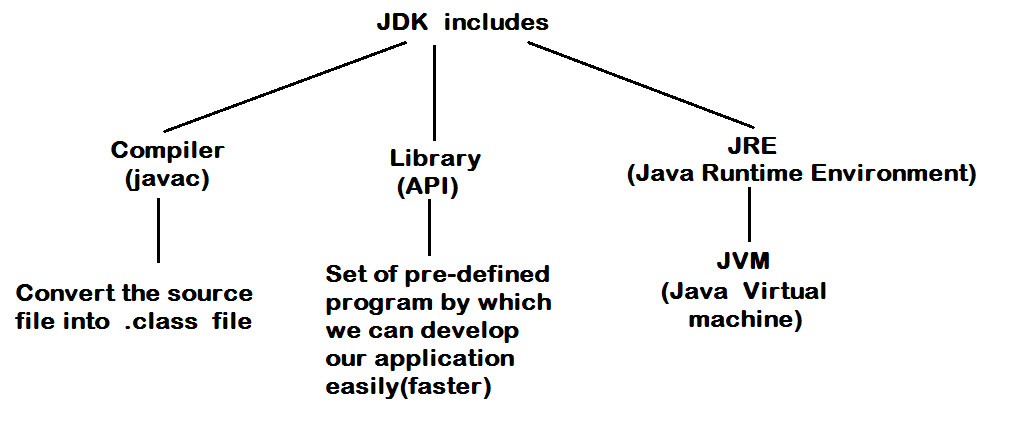 JDK includes
Compiler
(javac)
Library
(API)
JRE
(Java Runtime Environment)
Convert the source
file into .class file
Set of pre-defined
program by which
we can develop
our application
easily(faster)
JVM
(Java Virtual
machine)